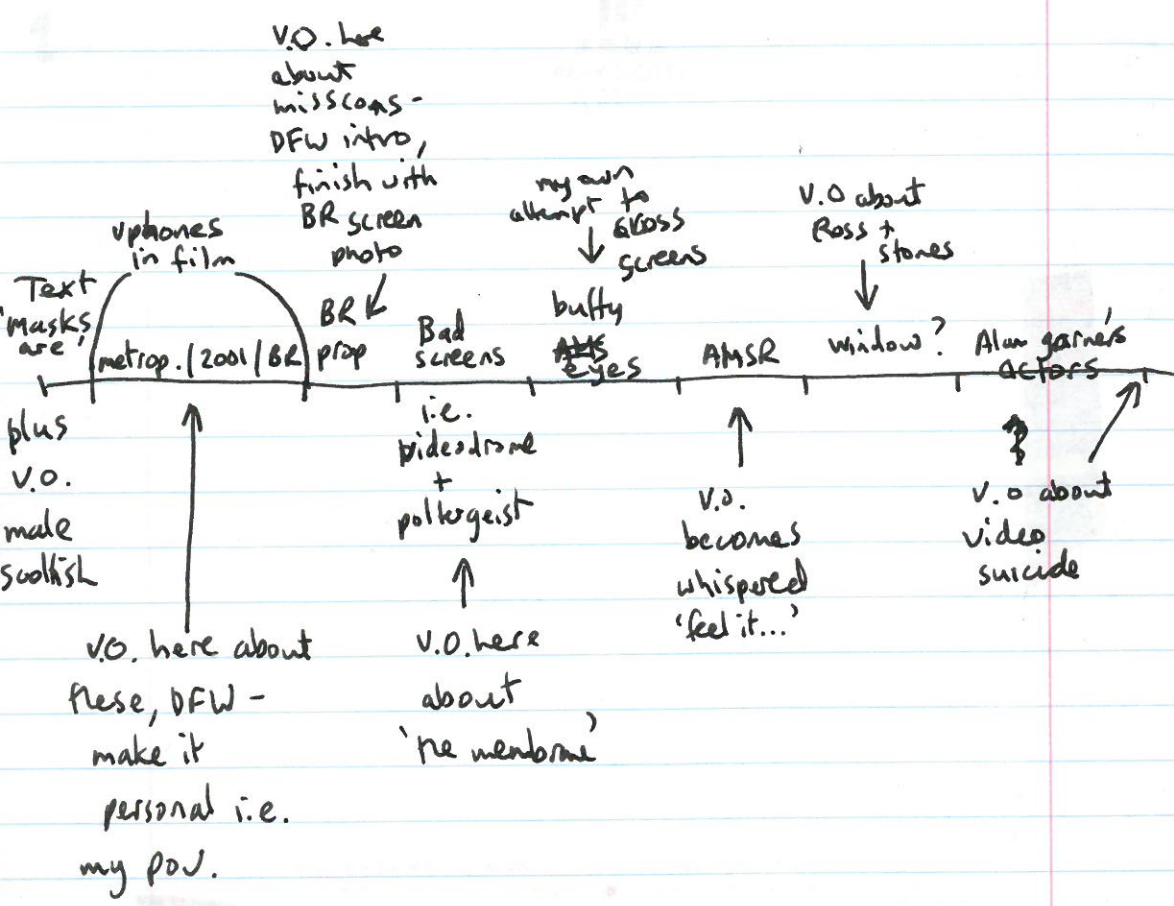 V.O. here
about
misscons-
DFW intro,
finish with
BR screen
photo
vphones
in film
my own
attempt to
cross
screens
V.O about
Ross +
stones
Text
'masks
are'
metrop. / 2001 / BR
BR
prop
Bad
screens
buffy
eyes
AMSR
window?
Alan garner's
actors
plus
V.O.
male
scottish
i.e.
videodrome
+
poltergeist
V.O.
becomes
whispered
'feel it...'
V.O about
video
suicide
V.O. here about
these, DFW -
make it
personal i.e.
my POV.
V.O. here
about
'the membrane'